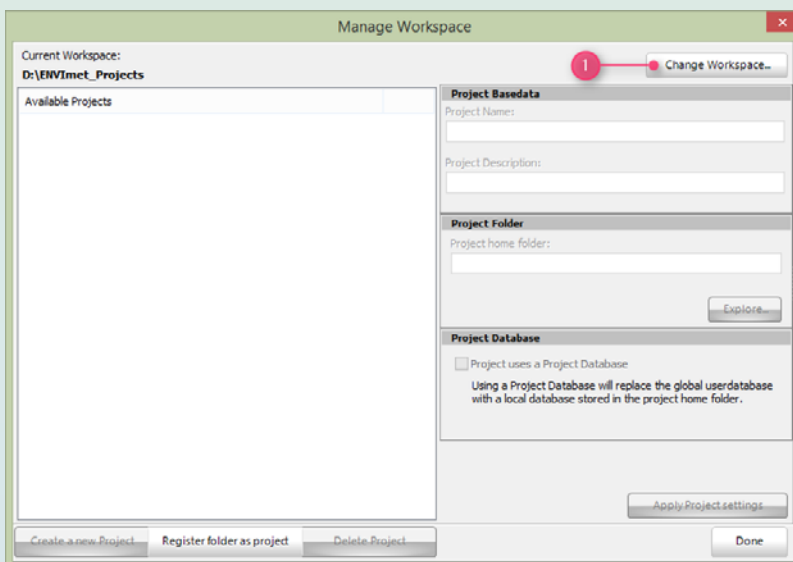 Manage Workspace
Current Workspace:
D:\ENVImet_Projects
1
Change Workspace...
Available Projects
Project Basedata
Project Name:
Project Description:
Project Folder
Project home folder:
Explore...
Project Database
Project uses a Project Database
Using a Project Database will replace the global userdatabase
with a local database stored in the project home folder.
Apply Project settings
Create a new Project
Register folder as project
Delete Project
Done